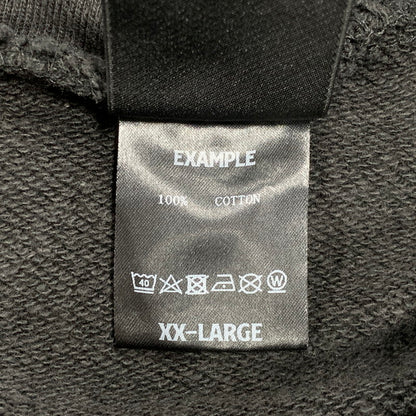 EXAMPLE
100% COTTON
40 W
XX-LARGE